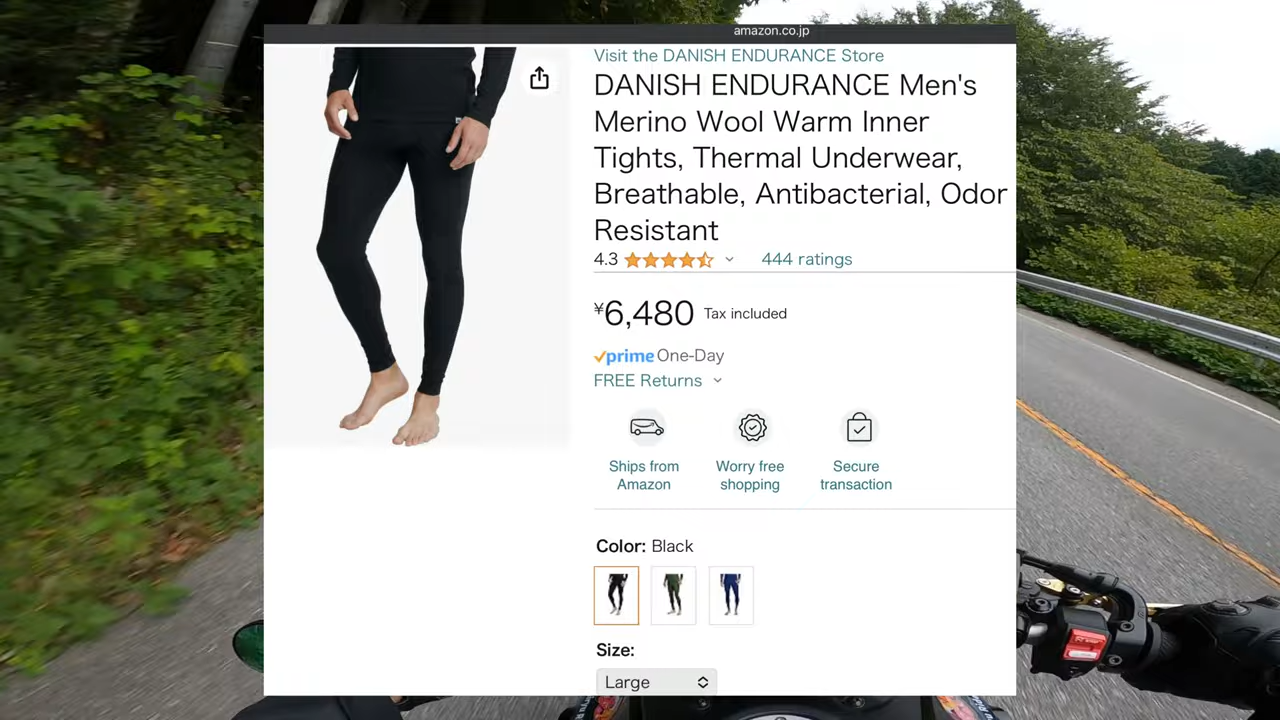 amazon.co.jp
Visit the DANISH ENDURANCE Store
DANISH ENDURANCE Men's
Merino Wool Warm Inner
Tights, Thermal Underwear,
Breathable, Antibacterial, Odor
Resistant
4.3 444 ratings
¥6,480 Tax included
prime One-Day
FREE Returns
Ships from Amazon
Worry free shopping
Secure transaction
Color: Black
Size:
Large